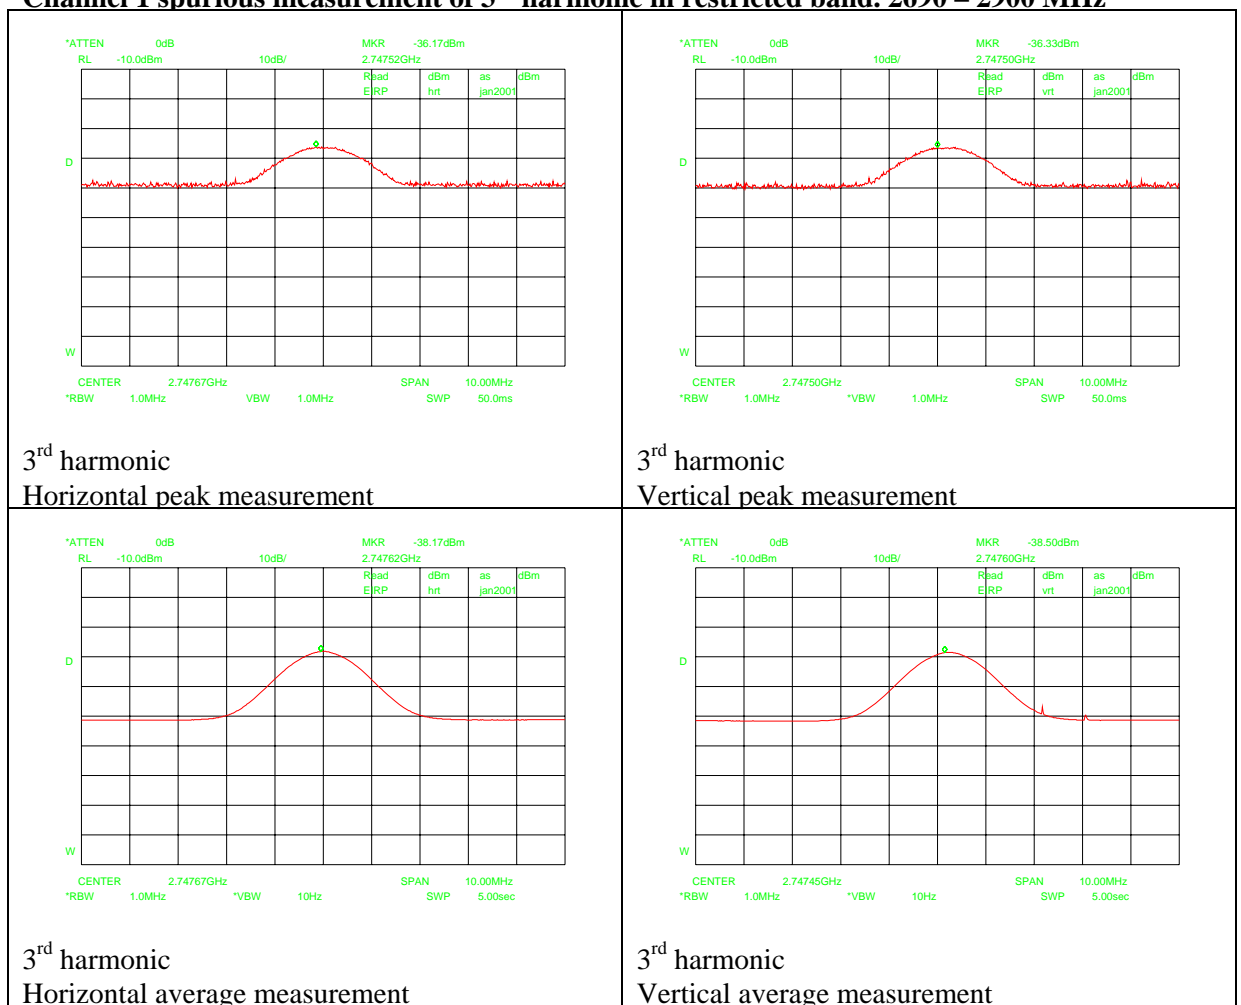 Channel 1 spurious measurement of 3rd harmonic in restricted band: 2690 – 2900 MHz
*ATTEN 0dB MKR -36.17dBm
RL -10.0dBm 10dB/ 2.74752GHz
Read dBm as dBm
EIRP hrt jan2001
D
W
CENTER 2.74767GHz SPAN 10.00MHz
*RBW 1.0MHz VBW 1.0MHz SWP 50.0ms
3rd harmonic
Horizontal peak measurement
*ATTEN 0dB MKR -36.33dBm
RL -10.0dBm 10dB/ 2.74750GHz
Read dBm as dBm
EIRP vrt jan2001
D
W
CENTER 2.74750GHz SPAN 10.00MHz
*RBW 1.0MHz *VBW 1.0MHz SWP 50.0ms
3rd harmonic
Vertical peak measurement
*ATTEN 0dB MKR -38.17dBm
RL -10.0dBm 10dB/ 2.74762GHz
Read dBm as dBm
EIRP hrt jan2001
D
W
CENTER 2.74767GHz SPAN 10.00MHz
*RBW 1.0MHz *VBW 10Hz SWP 5.00sec
3rd harmonic
Horizontal average measurement
*ATTEN 0dB MKR -38.50dBm
RL -10.0dBm 10dB/ 2.74760GHz
Read dBm as dBm
EIRP vrt jan2001
D
W
CENTER 2.74745GHz SPAN 10.00MHz
*RBW 1.0MHz *VBW 10Hz SWP 5.00sec
3rd harmonic
Vertical average measurement